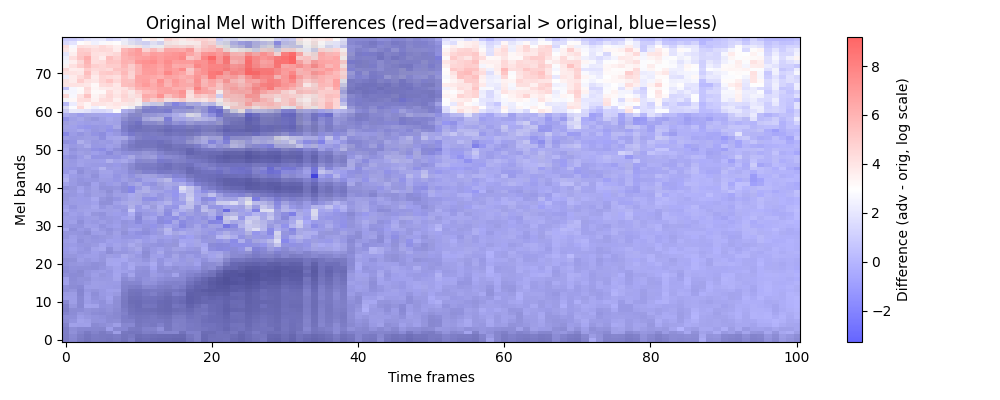 Original Mel with Differences (red=adversarial > original, blue=less)
Mel bands
70
60
50
40
30
20
10
0
0 20 40 60 80 100
Time frames
8
6
4
2
0
−2
Difference (adv - orig, log scale)